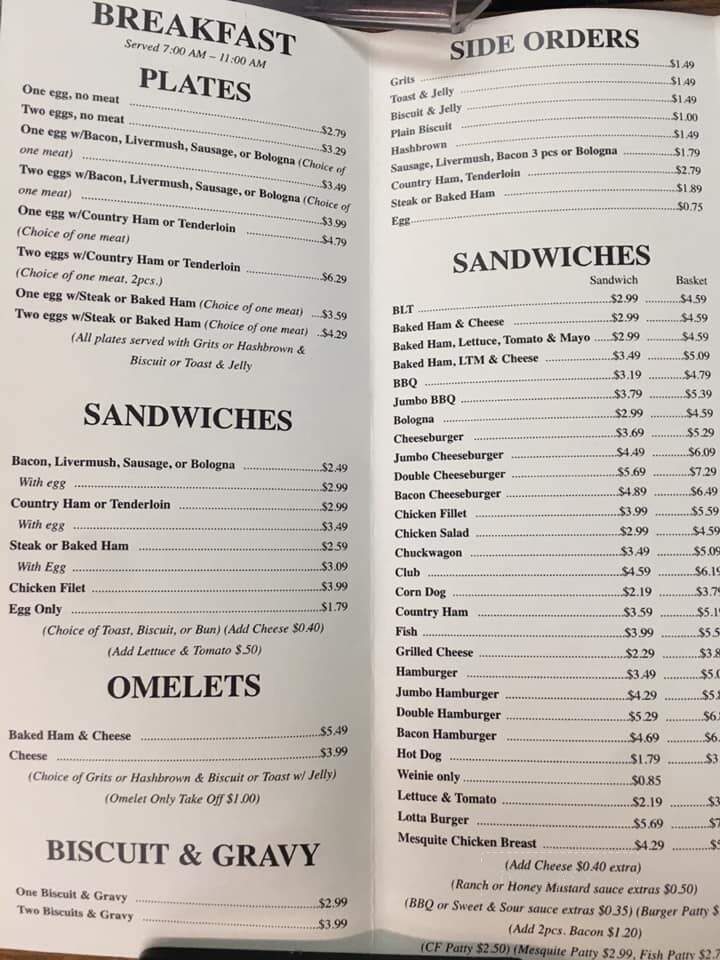 BREAKFAST
Served 7:00 AM – 11:00 AM
PLATES
One egg, no meat ........ $2.79
Two eggs, no meat ........ $3.29
One egg w/Bacon, Livermush, Sausage, or Bologna (Choice of
one meat) ........ $3.49
Two eggs w/Bacon, Livermush, Sausage, or Bologna (Choice of
one meat) ........ $3.99
One egg w/Country Ham or Tenderloin ........ $4.79
(Choice of one meat)
Two eggs w/Country Ham or Tenderloin ........ $6.29
(Choice of one meat, 2pcs.)
One egg w/Steak or Baked Ham (Choice of one meat) ....$3.59
Two eggs w/Steak or Baked Ham (Choice of one meat) ..$4.29
(All plates served with Grits or Hashbrown &
Biscuit or Toast & Jelly
SANDWICHES
Bacon, Livermush, Sausage, or Bologna ........ $2.49
With egg ........ $2.99
Country Ham or Tenderloin ........ $2.99
With egg ........ $3.49
Steak or Baked Ham ........ $2.59
With Egg ........ $3.09
Chicken Filet ........ $3.99
Egg Only ........ $1.79
(Choice of Toast, Biscuit, or Bun) (Add Cheese $0.40)
(Add Lettuce & Tomato $.50)
OMELETS
Baked Ham & Cheese ........ $5.49
Cheese ........ $3.99
(Choice of Grits or Hashbrown & Biscuit or Toast w/ Jelly)
(Omelet Only Take Off $1.00)
BISCUIT & GRAVY
One Biscuit & Gravy ........ $2.99
Two Biscuits & Gravy ........ $3.99
SIDE ORDERS
Grits ........ $1.49
Toast & Jelly ........ $1.49
Biscuit & Jelly ........ $1.49
Plain Biscuit ........ $1.00
Hashbrown ........ $1.49
Sausage, Livermush, Bacon 3 pcs or Bologna ........ $1.79
Country Ham, Tenderloin ........ $2.79
Steak or Baked Ham ........ $1.89
Egg ........ $0.75
SANDWICHES
Sandwich Basket
BLT ........ $2.99 ........ $4.59
Baked Ham & Cheese ........ $2.99 ........ $4.59
Baked Ham, Lettuce, Tomato & Mayo .....$2.99 ........ $4.59
Baked Ham, LTM & Cheese ........ $3.49 ........ $5.09
BBQ ........ $3.19 ........ $4.79
Jumbo BBQ ........ $3.79 ........ $5.39
Bologna ........ $2.99 ........ $4.59
Cheeseburger ........ $3.69 ........ $5.29
Jumbo Cheeseburger ........ $4.49 ........ $6.09
Double Cheeseburger ........ $5.69 ........ $7.29
Bacon Cheeseburger ........ $4.89 ........ $6.49
Chicken Fillet ........ $3.99 ........ $5.59
Chicken Salad ........ $2.99 ........ $4.59
Chuckwagon ........ $3.49 ........ $5.09
Club ........ $4.59 ........ $6.19
Corn Dog ........ $2.19 ........ $3.7
Country Ham ........ $3.59 ........ $5.1
Fish ........ $3.99 ........ $5.5
Grilled Cheese ........ $2.29 ........ $3.8
Hamburger ........ $3.49 ........ $5.0
Jumbo Hamburger ........ $4.29 ........ $5.
Double Hamburger ........ $5.29 ........ $6.
Bacon Hamburger ........ $4.69 ........ $6.
Hot Dog ........ $1.79 ........ $3
Weinie only ........ $0.85
Lettuce & Tomato ........ $2.19 ........ $3
Lotta Burger ........ $5.69 ........ $7
Mesquite Chicken Breast ........ $4.29 ........ $5
(Add Cheese $0.40 extra)
(Ranch or Honey Mustard sauce extras $0.50)
(BBQ or Sweet & Sour sauce extras $0.35) (Burger Patty $
(Add 2pcs. Bacon $1.20)
(CF Patty $2.50) (Mesquite Patty $2.99, Fish Patty $2.7